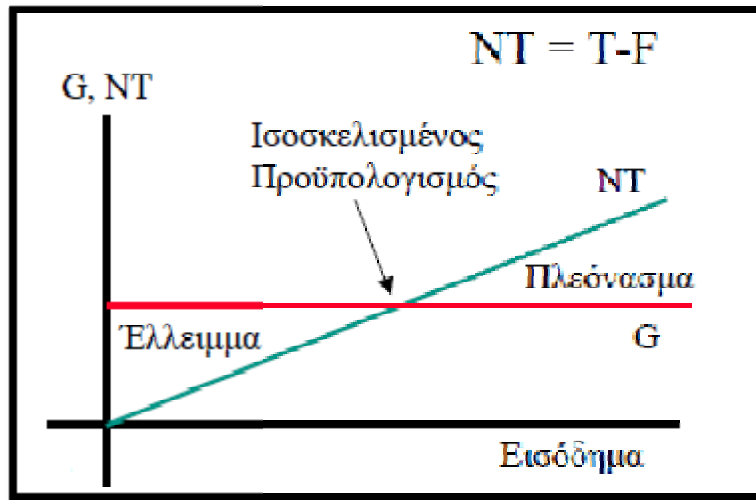 NT = T-F
G, NT
Ισοσκελισμένος
Προϋπολογισμός
NT
Πλεόνασμα
Έλλειμμα
G
Εισόδημα